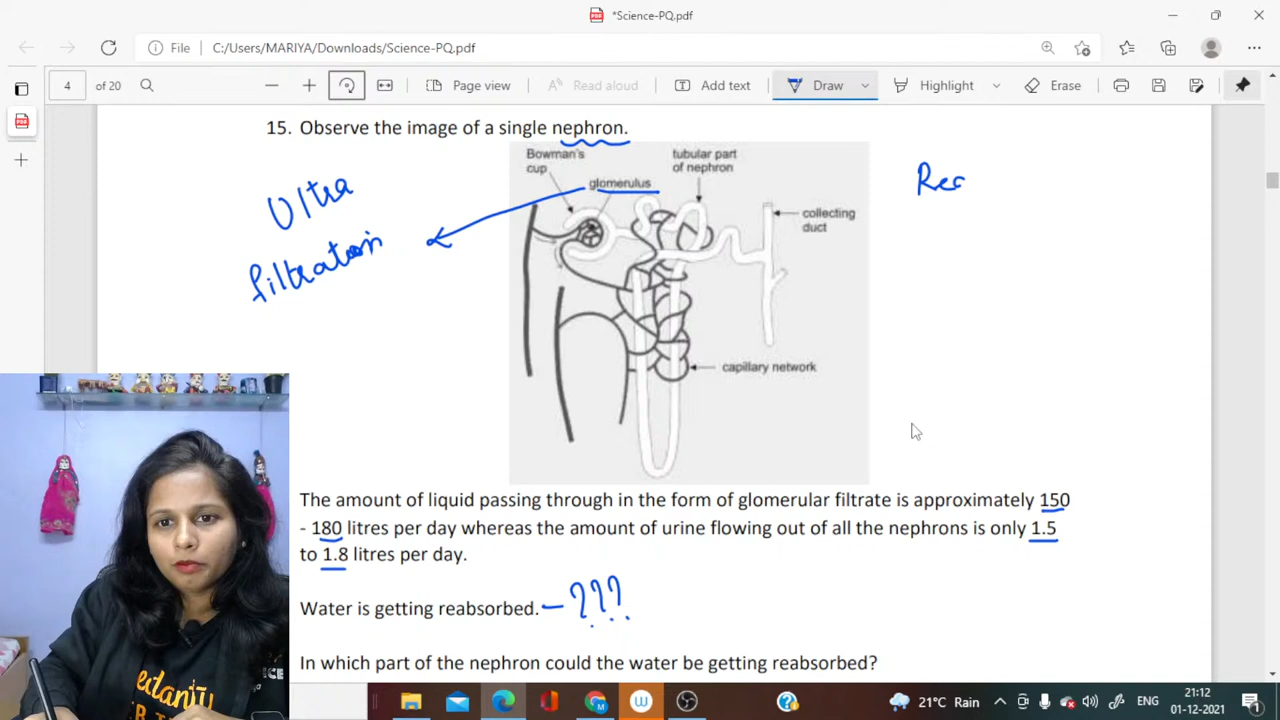 *Science-PQ.pdf
File
C:/Users/MARIYA/Downloads/Science-PQ.pdf
4 of 20
Page view
Read aloud
Add text
Draw
Highlight
Erase
15. Observe the image of a single nephron.
Bowman's
cup
tubular part
of nephron
glomerulus
collecting
duct
capillary network
Ultra
filtration
Rea
The amount of liquid passing through in the form of glomerular filtrate is approximately 150
- 180 litres per day whereas the amount of urine flowing out of all the nephrons is only 1.5
to 1.8 litres per day.
Water is getting reabsorbed. - ???
In which part of the nephron could the water be getting reabsorbed?
21°C Rain
ENG
21:12
01-12-2021